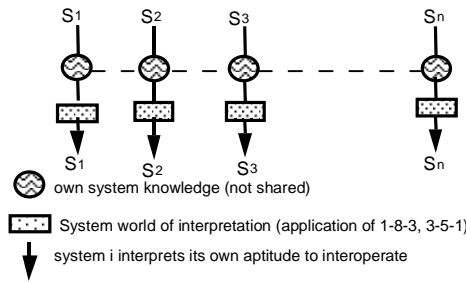 S1 S2 S3 Sn
S1 S2 S3 Sn
own system knowledge (not shared)
System world of interpretation (application of 1-8-3, 3-5-1)
system i interprets its own aptitude to interoperate